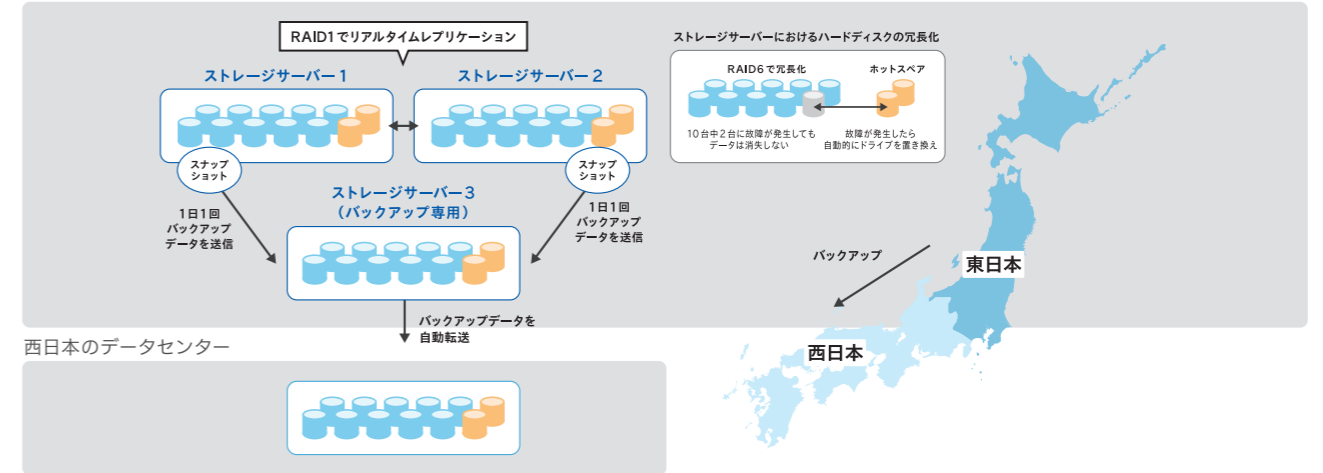 RAID1でリアルタイムレプリケーション
ストレージサーバー1
ストレージサーバー2
スナップ
ショット
スナップ
ショット
1日1回
バックアップ
データを送信
ストレージサーバー3
(バックアップ専用)
1日1回
バックアップ
データを送信
バックアップデータを
自動転送
ストレージサーバーにおけるハードディスクの冗長化
RAID6で冗長化
ホットスペア
10台中2台に故障が発生しても
データは消失しない
故障が発生したら
自動的にドライブを置き換え
バックアップ
東日本
西日本
西日本のデータセンター